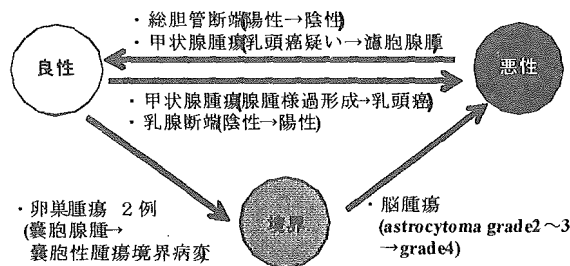 ・総胆管断端(陽性→陰性)
・甲状腺腫瘍(乳頭癌疑い→濾胞腺腫
良性
悪性
・甲状腺腫瘍(腺腫様過形成→乳頭癌)
・乳腺断端(陰性→陽性)
・卵巣腫瘍 2例
(嚢胞腺腫→
嚢胞性腫瘍境界病変
境界
・脳腫瘍
(astrocytoma grade2～3
→grade4)